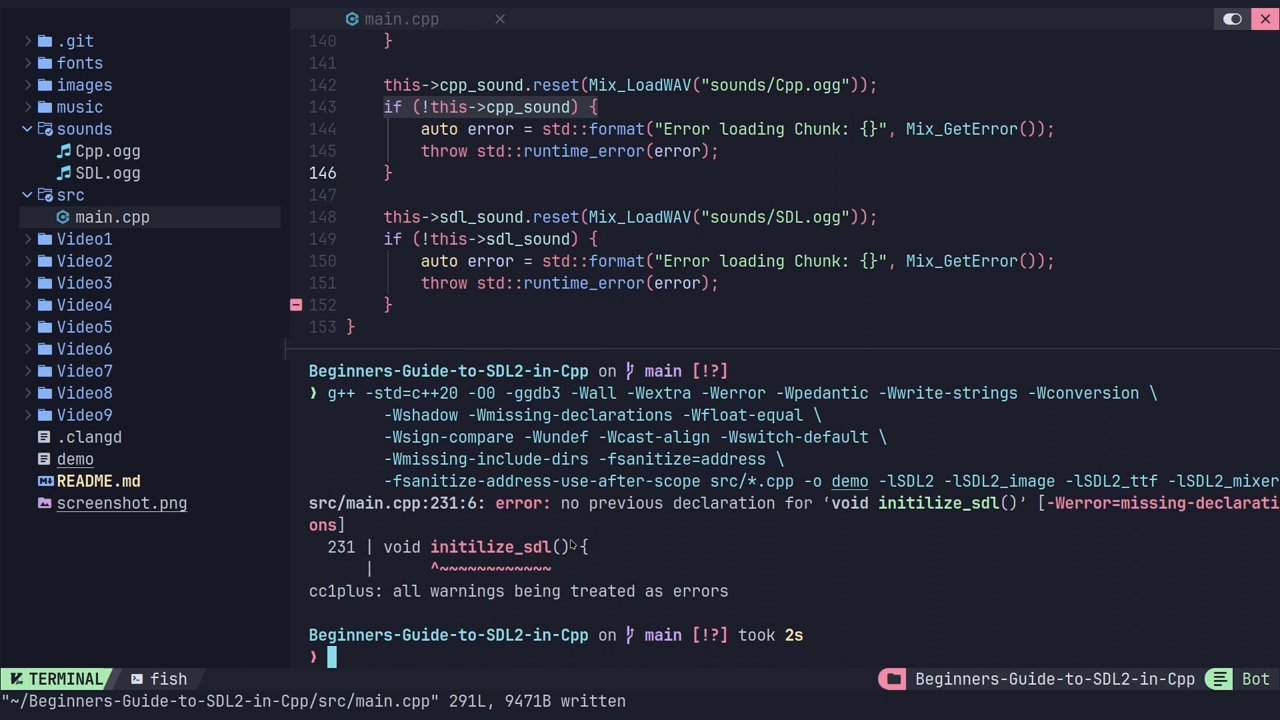 main.cpp
.git
fonts
images
music
sounds
Cpp.ogg
SDL.ogg
src
main.cpp
Video1
Video2
Video3
Video4
Video5
Video6
Video7
Video8
Video9
.clangd
demo
README.md
screenshot.png
140 }
141
142 this->cpp_sound.reset(Mix_LoadWAV("sounds/Cpp.ogg"));
143 if (!this->cpp_sound) {
144 auto error = std::format("Error loading Chunk: {}", Mix_GetError());
145 throw std::runtime_error(error);
146 }
147
148 this->sdl_sound.reset(Mix_LoadWAV("sounds/SDL.ogg"));
149 if (!this->sdl_sound) {
150 auto error = std::format("Error loading Chunk: {}", Mix_GetError());
151 throw std::runtime_error(error);
152 }
153 }
Beginners-Guide-to-SDL2-in-Cpp on main [!?]
❯ g++ -std=c++20 -O0 -ggdb3 -Wall -Wextra -Werror -Wpedantic -Wwrite-strings -Wconversion \
-Wshadow -Wmissing-declarations -Wfloat-equal \
-Wsign-compare -Wundef -Wcast-align -Wswitch-default \
-Wmissing-include-dirs -fsanitize=address \
-fsanitize-address-use-after-scope src/*.cpp -o demo -lSDL2 -lSDL2_image -lSDL2_ttf -lSDL2_mixer
src/main.cpp:231:6: error: no previous declaration for ‘void initilize_sdl()’ [-Werror=missing-declarati
ons]
231 | void initilize_sdl() {
| ^~~~~~~~~~~~~
cc1plus: all warnings being treated as errors
Beginners-Guide-to-SDL2-in-Cpp on main [!?] took 2s
❯
TERMINAL fish Beginners-Guide-to-SDL2-in-Cpp Bot
"~/Beginners-Guide-to-SDL2-in-Cpp/src/main.cpp" 291L, 9471B written